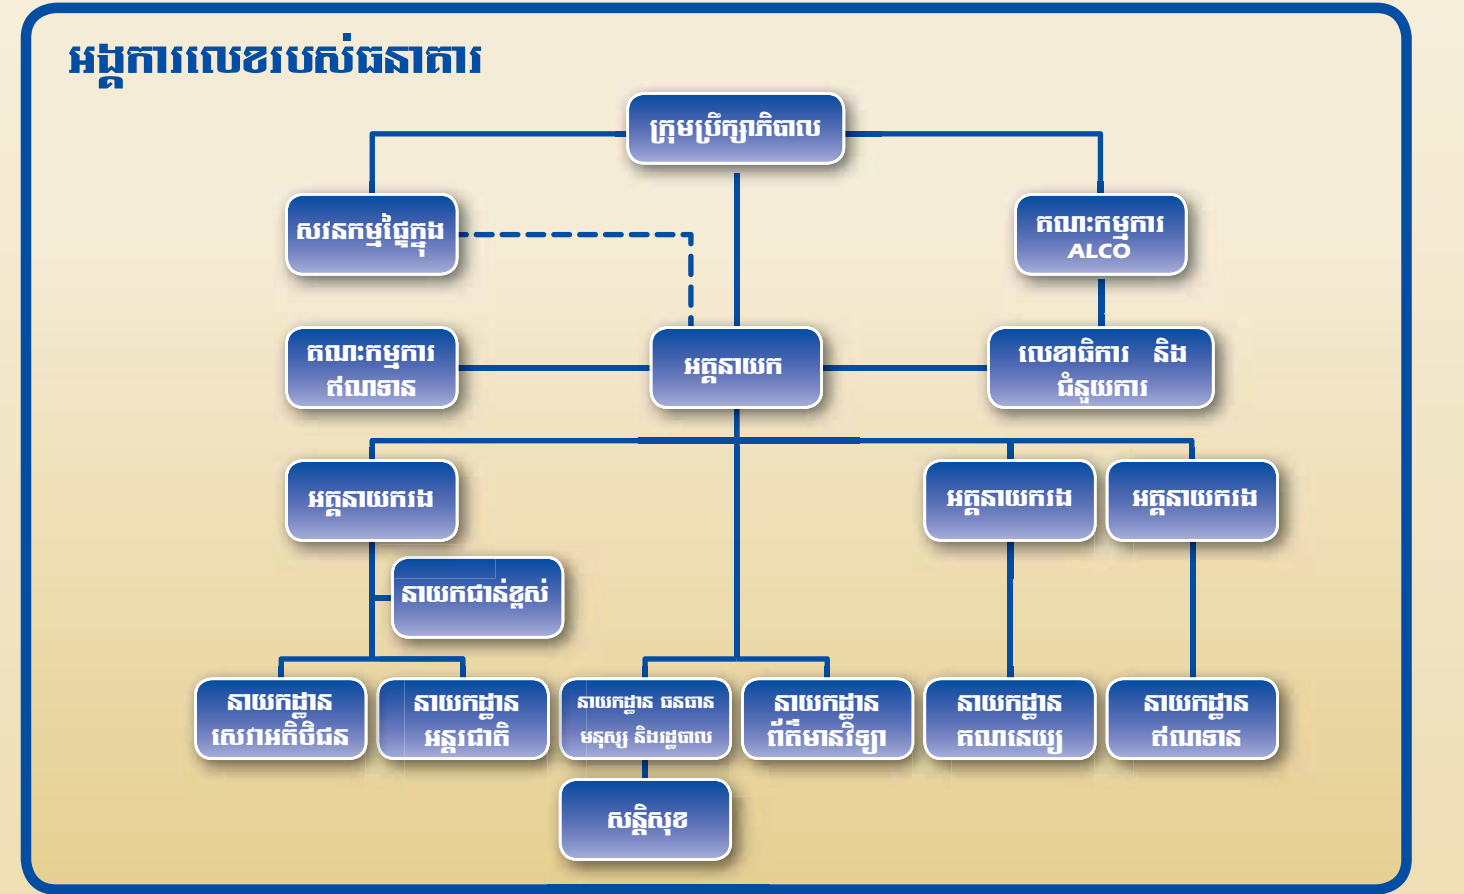 អង្គការលេខរបស់ធនាគារ
ក្រុមប្រឹក្សាភិបាល
សវនកម្មផ្ទៃក្នុង
គណះកម្មការ
ALCO
គណះកម្មការ
ឥណទាន
អគ្គនាយក
លេខាធិការ និង
ជំនួយការ
អគ្គនាយករង
អគ្គនាយករង
អគ្គនាយករង
នាយកជាន់ខ្ពស់
នាយកដ្ឋាន
សេវាអតិថិជន
នាយកដ្ឋាន
អន្តរជាតិ
នាយកដ្ឋាន ធនធាន
មនុស្ស និងរដ្ឋបាល
នាយកដ្ឋាន
ព័ត៌មានវិទ្យា
នាយកដ្ឋាន
គណនេយ្យ
នាយកដ្ឋាន
ឥណទាន
សន្តិសុខ